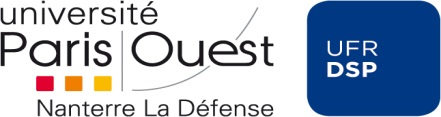 université
Paris Ouest
Nanterre La Défense
UFR
DSP